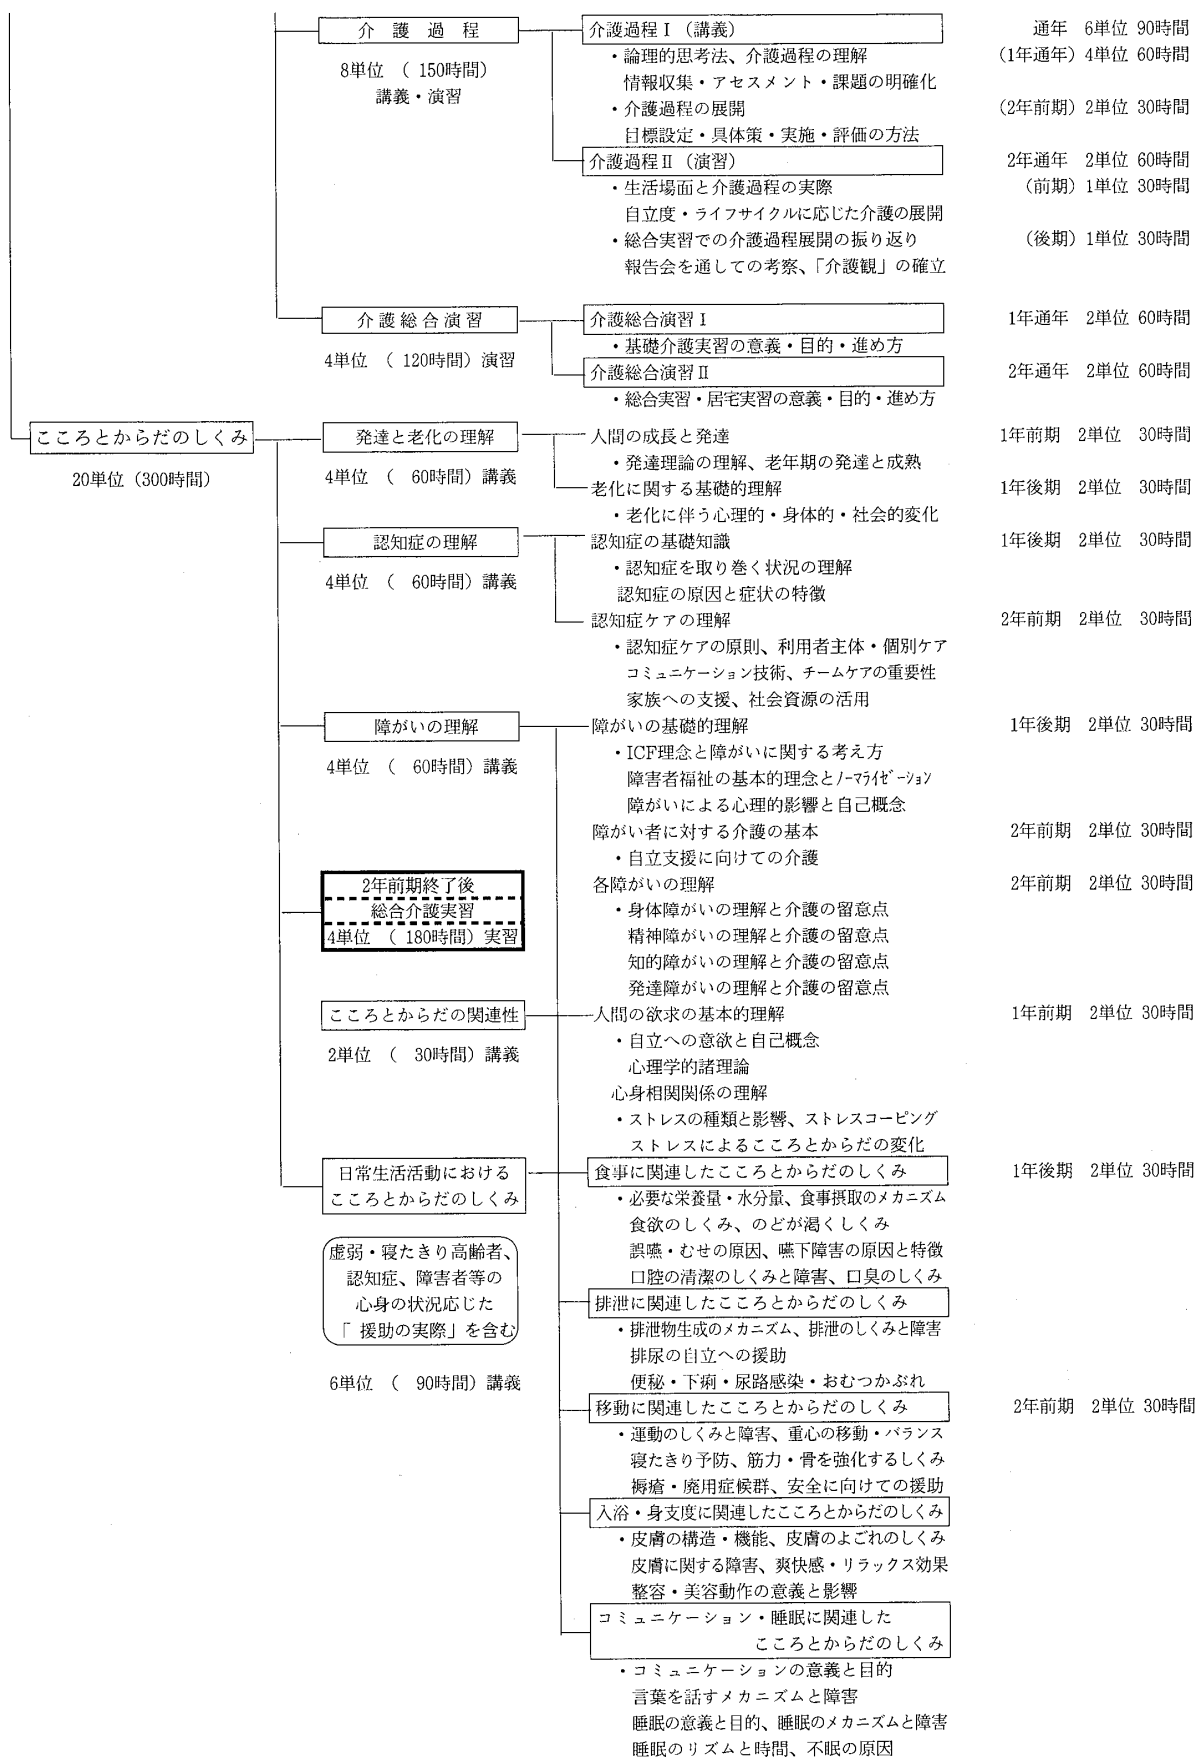 介護過程　介護過程Ⅰ（講義）　通年 6単位 90時間
8単位 （ 150時間）　・論理的思考法、介護過程の理解　(1年通年) 4単位 60時間
講義・演習　情報収集・アセスメント・課題の明確化
・介護過程の展開　(2年前期) 2単位 30時間
目標設定・具体策・実施・評価の方法
介護過程Ⅱ（演習）　2年通年 2単位 60時間
・生活場面と介護過程の実際　(前期) 1単位 30時間
自立度・ライフサイクルに応じた介護の展開
・総合実習での介護過程展開の振り返り　(後期) 1単位 30時間
報告会を通しての考察、「介護観」の確立
介護総合演習　介護総合演習Ⅰ　1年通年 2単位 60時間
4単位 （ 120時間）演習　・基礎介護実習の意義・目的・進め方
介護総合演習Ⅱ　2年通年 2単位 60時間
・総合実習・居宅実習の意義・目的・進め方
こころとからだのしくみ　発達と老化の理解　人間の成長と発達　1年前期 2単位 30時間
20単位（300時間）　4単位 （ 60時間）講義　・発達理論の理解、老年期の発達と成熟
老化に関する基礎的理解　1年後期 2単位 30時間
・老化に伴う心理的・身体的・社会的変化
認知症の理解　認知症の基礎知識　1年後期 2単位 30時間
4単位 （ 60時間）講義　・認知症を取り巻く状況の理解
認知症の原因と症状の特徴
認知症ケアの理解　2年前期 2単位 30時間
・認知症ケアの原則、利用者主体・個別ケア
コミュニケーション技術、チームケアの重要性
家族への支援、社会資源の活用
障がいの理解　障がいの基礎的理解　1年後期 2単位 30時間
4単位 （ 60時間）講義　・ICF理念と障がいに関する考え方
障害者福祉の基本的理念とﾉｰﾏﾗｲｾﾞｰｼｮﾝ
障がいによる心理的影響と自己概念
障がい者に対する介護の基本　2年前期 2単位 30時間
・自立支援に向けての介護
2年前期終了後　各障がいの理解　2年前期 2単位 30時間
総合介護実習　・身体障がいの理解と介護の留意点
4単位 （ 180時間）実習　精神障がいの理解と介護の留意点
知的障がいの理解と介護の留意点
発達障がいの理解と介護の留意点
こころとからだの関連性　人間の欲求の基本的理解　1年前期 2単位 30時間
2単位 （ 30時間）講義　・自立への意欲と自己概念
心理学的諸理論
心身相関関係の理解
・ストレスの種類と影響、ストレスコーピング
ストレスによるこころとからだの変化
日常生活活動における　食事に関連したこころとからだのしくみ　1年後期 2単位 30時間
こころとからだのしくみ　・必要な栄養量・水分量、食事摂取のメカニズム
食欲のしくみ、のどが渇くしくみ
虚弱・寝たきり高齢者、　誤嚥・むせの原因、嚥下障害の原因と特徴
認知症、障害者等の　口腔の清潔のしくみと障害、口臭のしくみ
心身の状況応じた　排泄に関連したこころとからだのしくみ
「 援助の実際」を含む　・排泄物生成のメカニズム、排泄のしくみと障害
排尿の自立への援助
6単位 （ 90時間）講義　便秘・下痢・尿路感染・おむつかぶれ
移動に関連したこころとからだのしくみ　2年前期 2単位 30時間
・運動のしくみと障害、重心の移動・バランス
寝たきり予防、筋力・骨を強化するしくみ
褥瘡・廃用症候群、安全に向けての援助
入浴・身支度に関連したこころとからだのしくみ
・皮膚の構造・機能、皮膚のよごれのしくみ
皮膚に関する障害、爽快感・リラックス効果
整容・美容動作の意義と影響
コミュニケーション・睡眠に関連した
こころとからだのしくみ
・コミュニケーションの意義と目的
言葉を話すメカニズムと障害
睡眠の意義と目的、睡眠のメカニズムと障害
睡眠のリズムと時間、不眠の原因